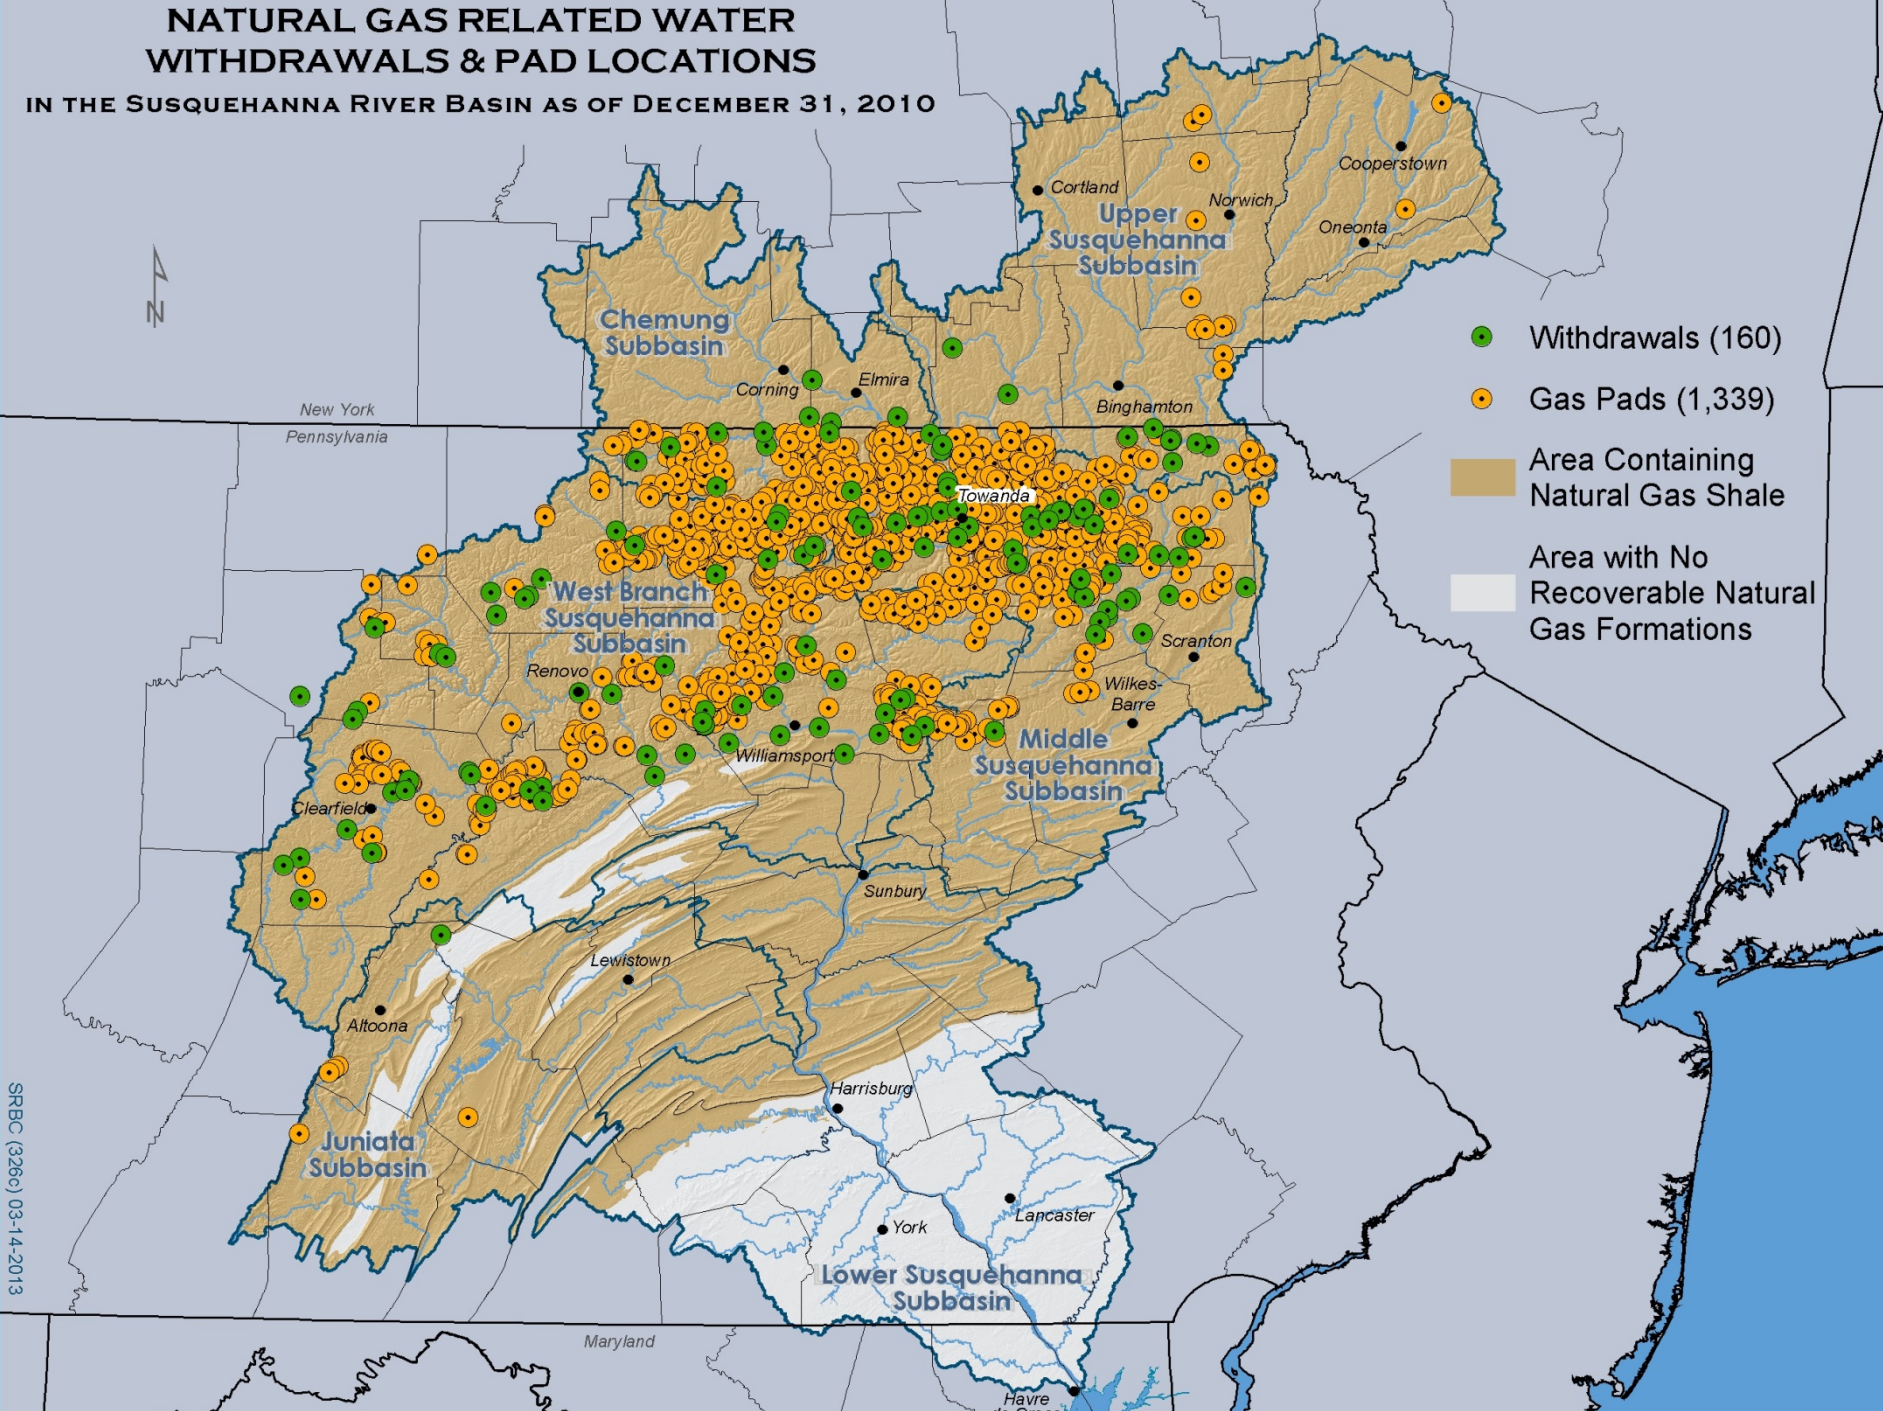 NATURAL GAS RELATED WATER
WITHDRAWALS & PAD LOCATIONS
IN THE SUSQUEHANNA RIVER BASIN AS OF DECEMBER 31, 2010
Cooperstown
Cortland
Norwich
Upper
Susquehanna
Subbasin
Oneonta
N
Chemung
Subbasin
Withdrawals (160)
Corning
Elmira
Binghamton
Gas Pads (1,339)
New York
Pennsylvania
Area Containing
Natural Gas Shale
Towanda
Area with No
Recoverable Natural
Gas Formations
West Branch
Susquehanna
Subbasin
Scranton
Renovo
Wilkes-
Barre
Williamsport
Middle
Susquehanna
Subbasin
Clearfield
Sunbury
Lewistown
Altoona
Harrisburg
Juniata
Subbasin
Lancaster
York
Lower Susquehanna
Subbasin
SRBC (326c) 03-14-2013
Maryland
Havre